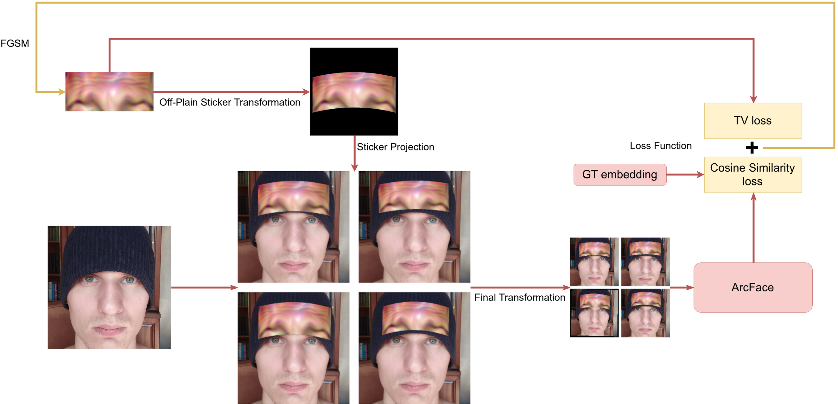 FGSM
Off-Plain Sticker Transformation
Sticker Projection
TV loss
Loss Function
+
GT embedding
Cosine Similarity
loss
Final Transformation
ArcFace